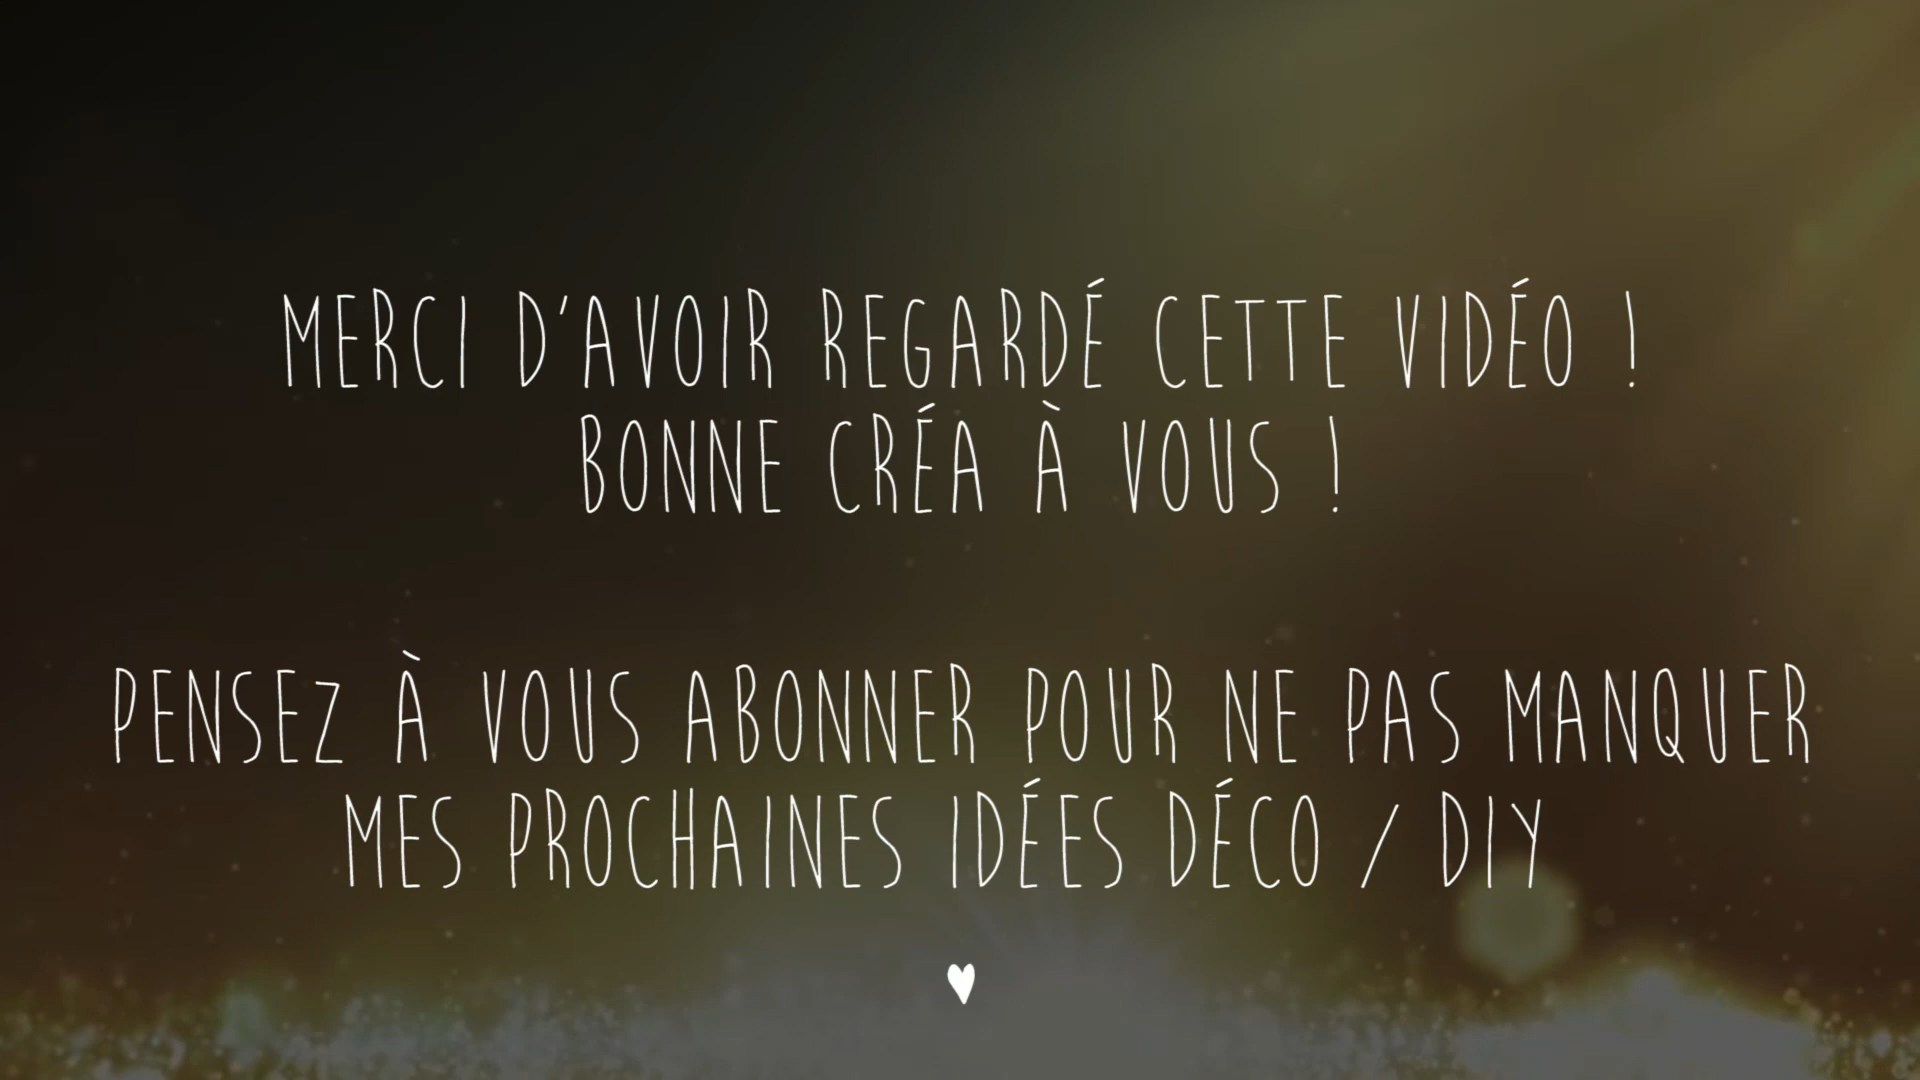 MERCI D'AVOIR REGARDÉ CETTE VIDÉO !
BONNE CRÉA À VOUS !
PENSEZ À VOUS ABONNER POUR NE PAS MANQUER
MES PROCHAINES IDÉES DÉCO / DIY
♥